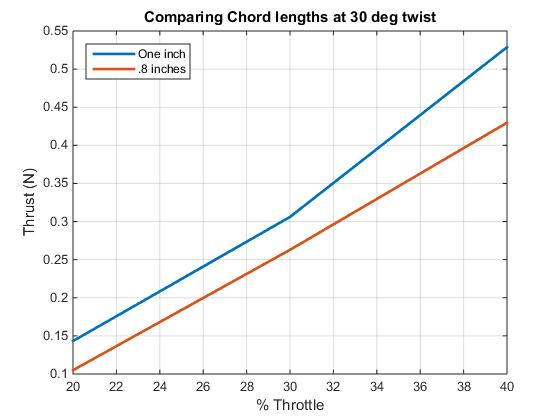 Comparing Chord lengths at 30 deg twist
One inch
.8 inches
Thrust (N)
0.55
0.5
0.45
0.4
0.35
0.3
0.25
0.2
0.15
0.1
20 22 24 26 28 30 32 34 36 38 40
% Throttle